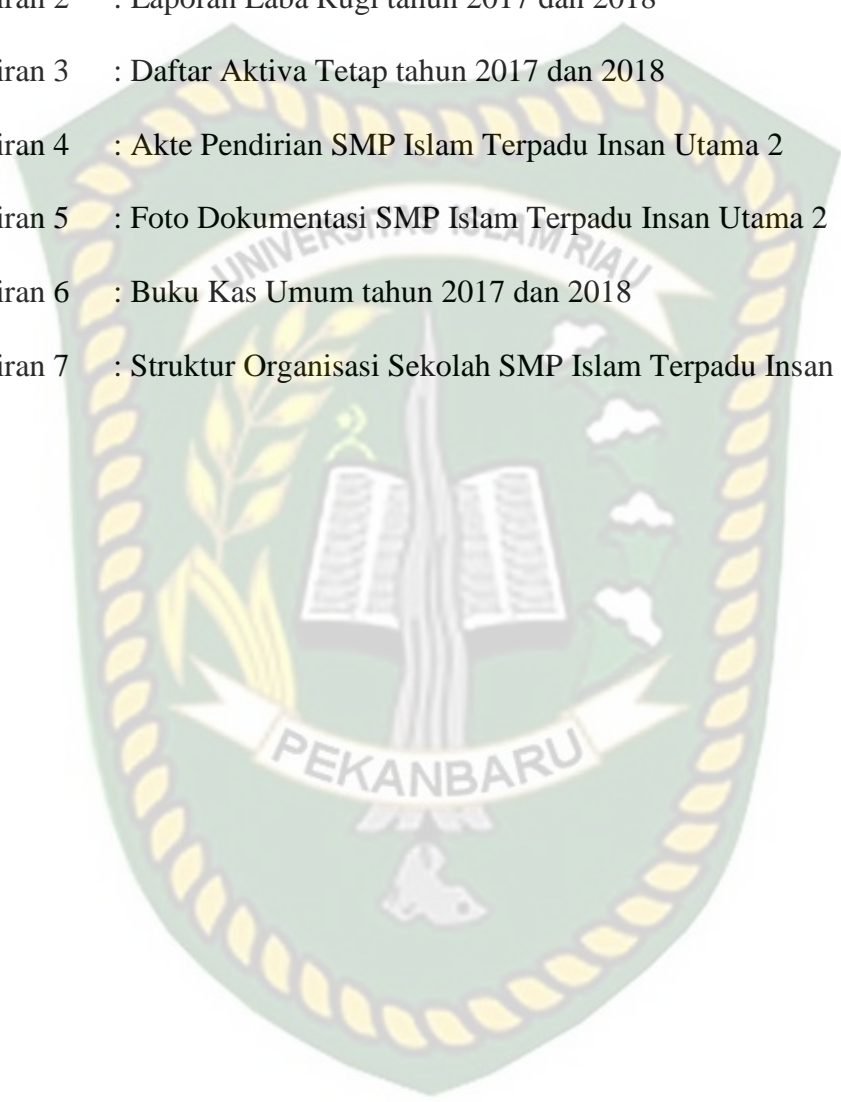 iran 2 : Laporan Laba Rugi tahun 2017 dan 2018
iran 3 : Daftar Aktiva Tetap tahun 2017 dan 2018
iran 4 : Akte Pendirian SMP Islam Terpadu Insan Utama 2
iran 5 : Foto Dokumentasi SMP Islam Terpadu Insan Utama 2
UNIVERSITAS ISLAM RIAU
iran 6 : Buku Kas Umum tahun 2017 dan 2018
iran 7 : Struktur Organisasi Sekolah SMP Islam Terpadu Insan
PEKANBARU